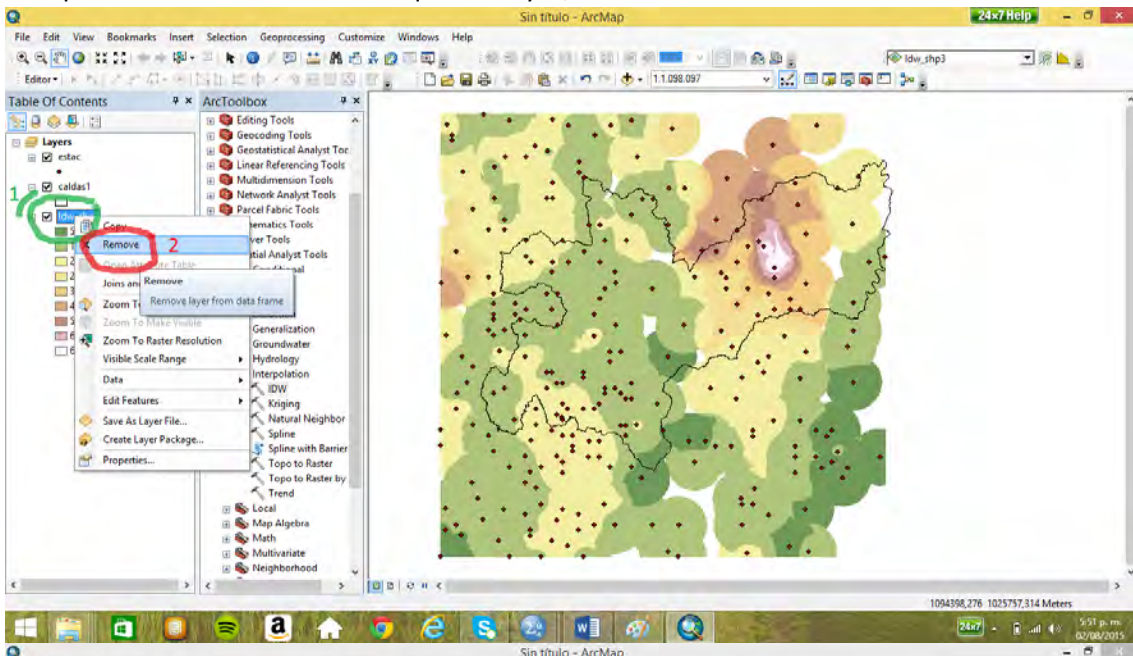 Sin título - ArcMap
24x7 Help
File Edit View Bookmarks Insert Selection Geoprocessing Customize Windows Help
Idw_shp3
Editor
1:1.098.097
Table Of Contents
ArcToolbox
Layers
estac
caldas1
1
Editing Tools
Geocoding Tools
Geostatistical Analyst Toc
Linear Referencing Tools
Multidimension Tools
Network Analyst Tools
Parcel Fabric Tools
Copy
Remove
2
Open Attribute Table
Joins and
Remove
Remove layer from data frame
Zoom To Make Visible
Zoom To Raster Resolution
Visible Scale Range
Data
Edit Features
Save As Layer File...
Create Layer Package...
Properties...
Generalization
Groundwater
Hydrology
Interpolation
IDW
Kriging
Natural Neighbor
Spline
Spline with Barrier
Topo to Raster
Topo to Raster by
Trend
Local
Map Algebra
Math
Multivariate
Neighborhood
1094398,276 1025757,314 Meters
24x7
5:51 p. m.
02/08/2015
Sin título - ArcMap